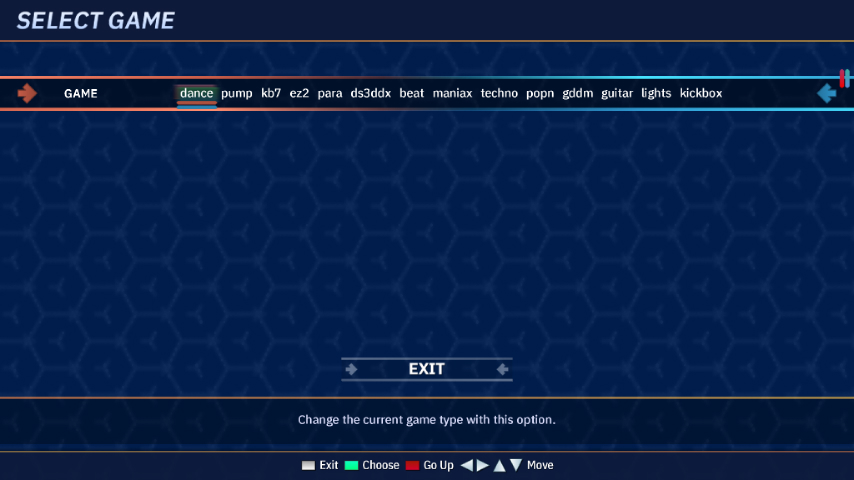 SELECT GAME
GAME dance pump kb7 ez2 para ds3ddx beat maniax techno popn gddm guitar lights kickbox
EXIT
Change the current game type with this option.
Exit Choose Go Up Move